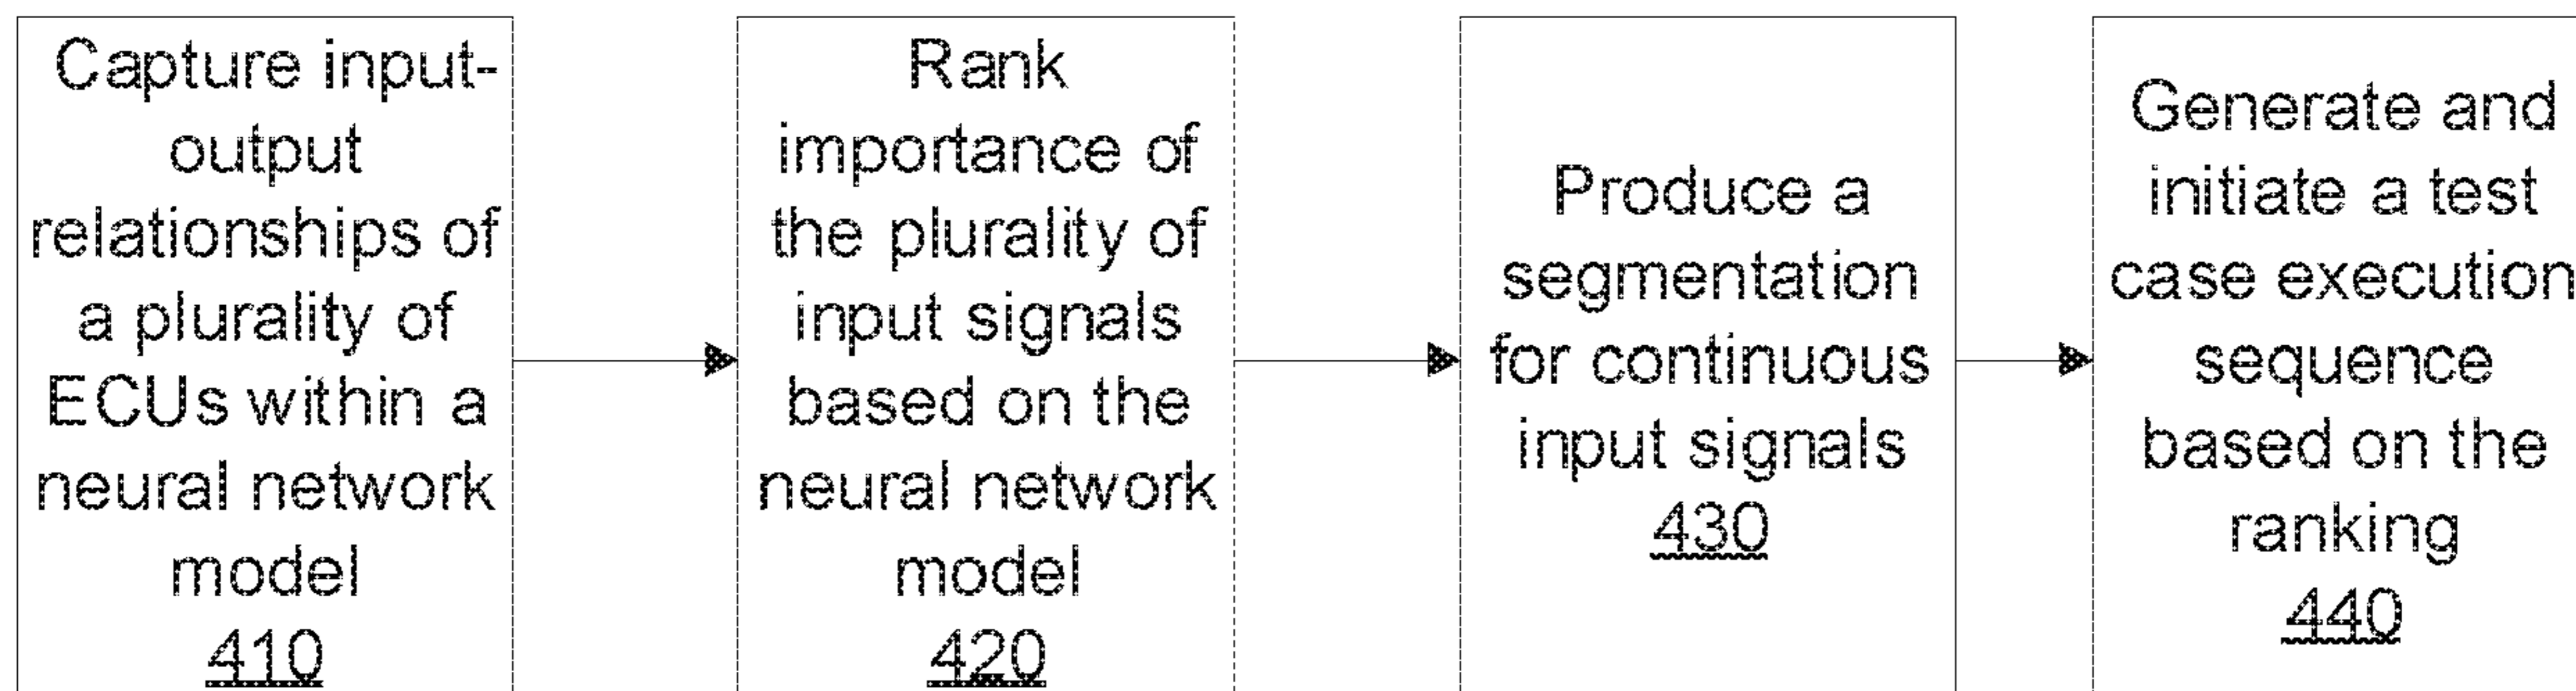 Capture input-
output
relationships of
a plurality of
ECUs within a
neural network
model
410
Rank
importance of
the plurality of
input signals
based on the
neural network
model
420
Produce a
segmentation
for continuous
input signals
430
Generate and
initiate a test
case execution
sequence
based on the
ranking
440